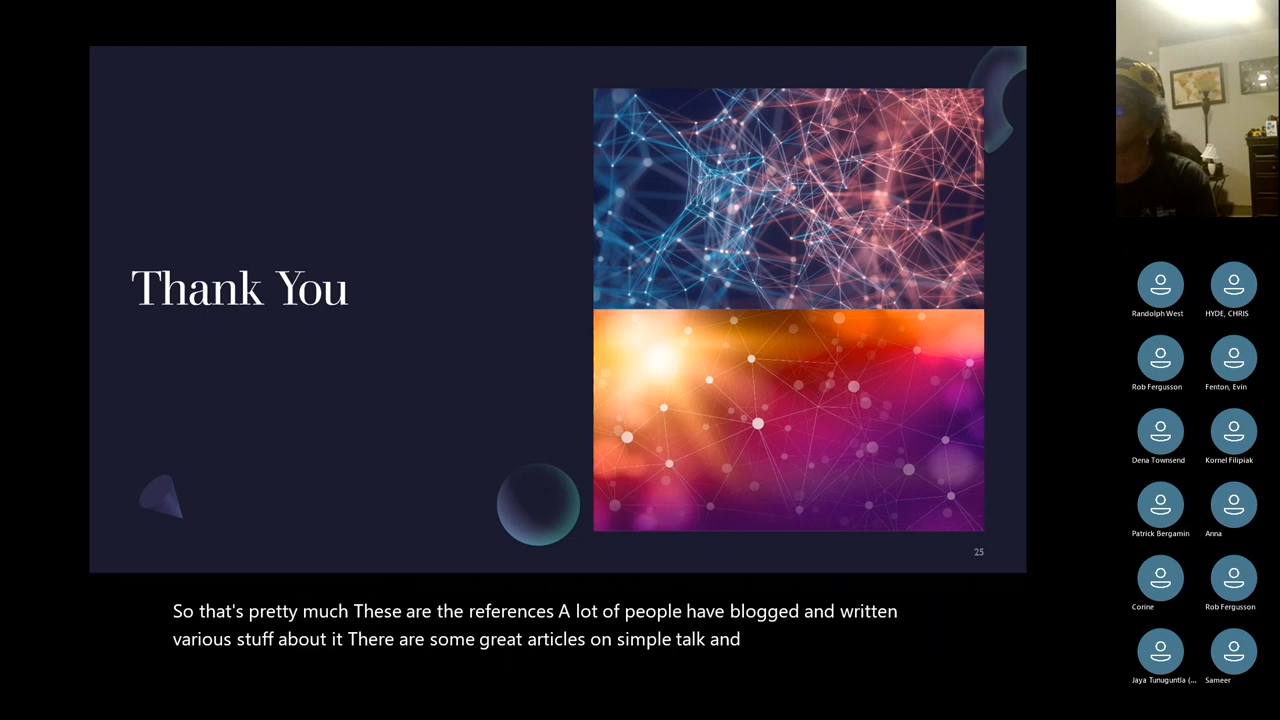 Thank You
25
So that's pretty much These are the references A lot of people have blogged and written
various stuff about it There are some great articles on simple talk and
Randolph West
HYDE, CHRIS
Rob Fergusson
Fenton, Evin
Dena Townsend
Kornel Filipiak
Patrick Bergamin
Anna
Corine
Rob Fergusson
Jaya Tunuguntla (...
Sameer